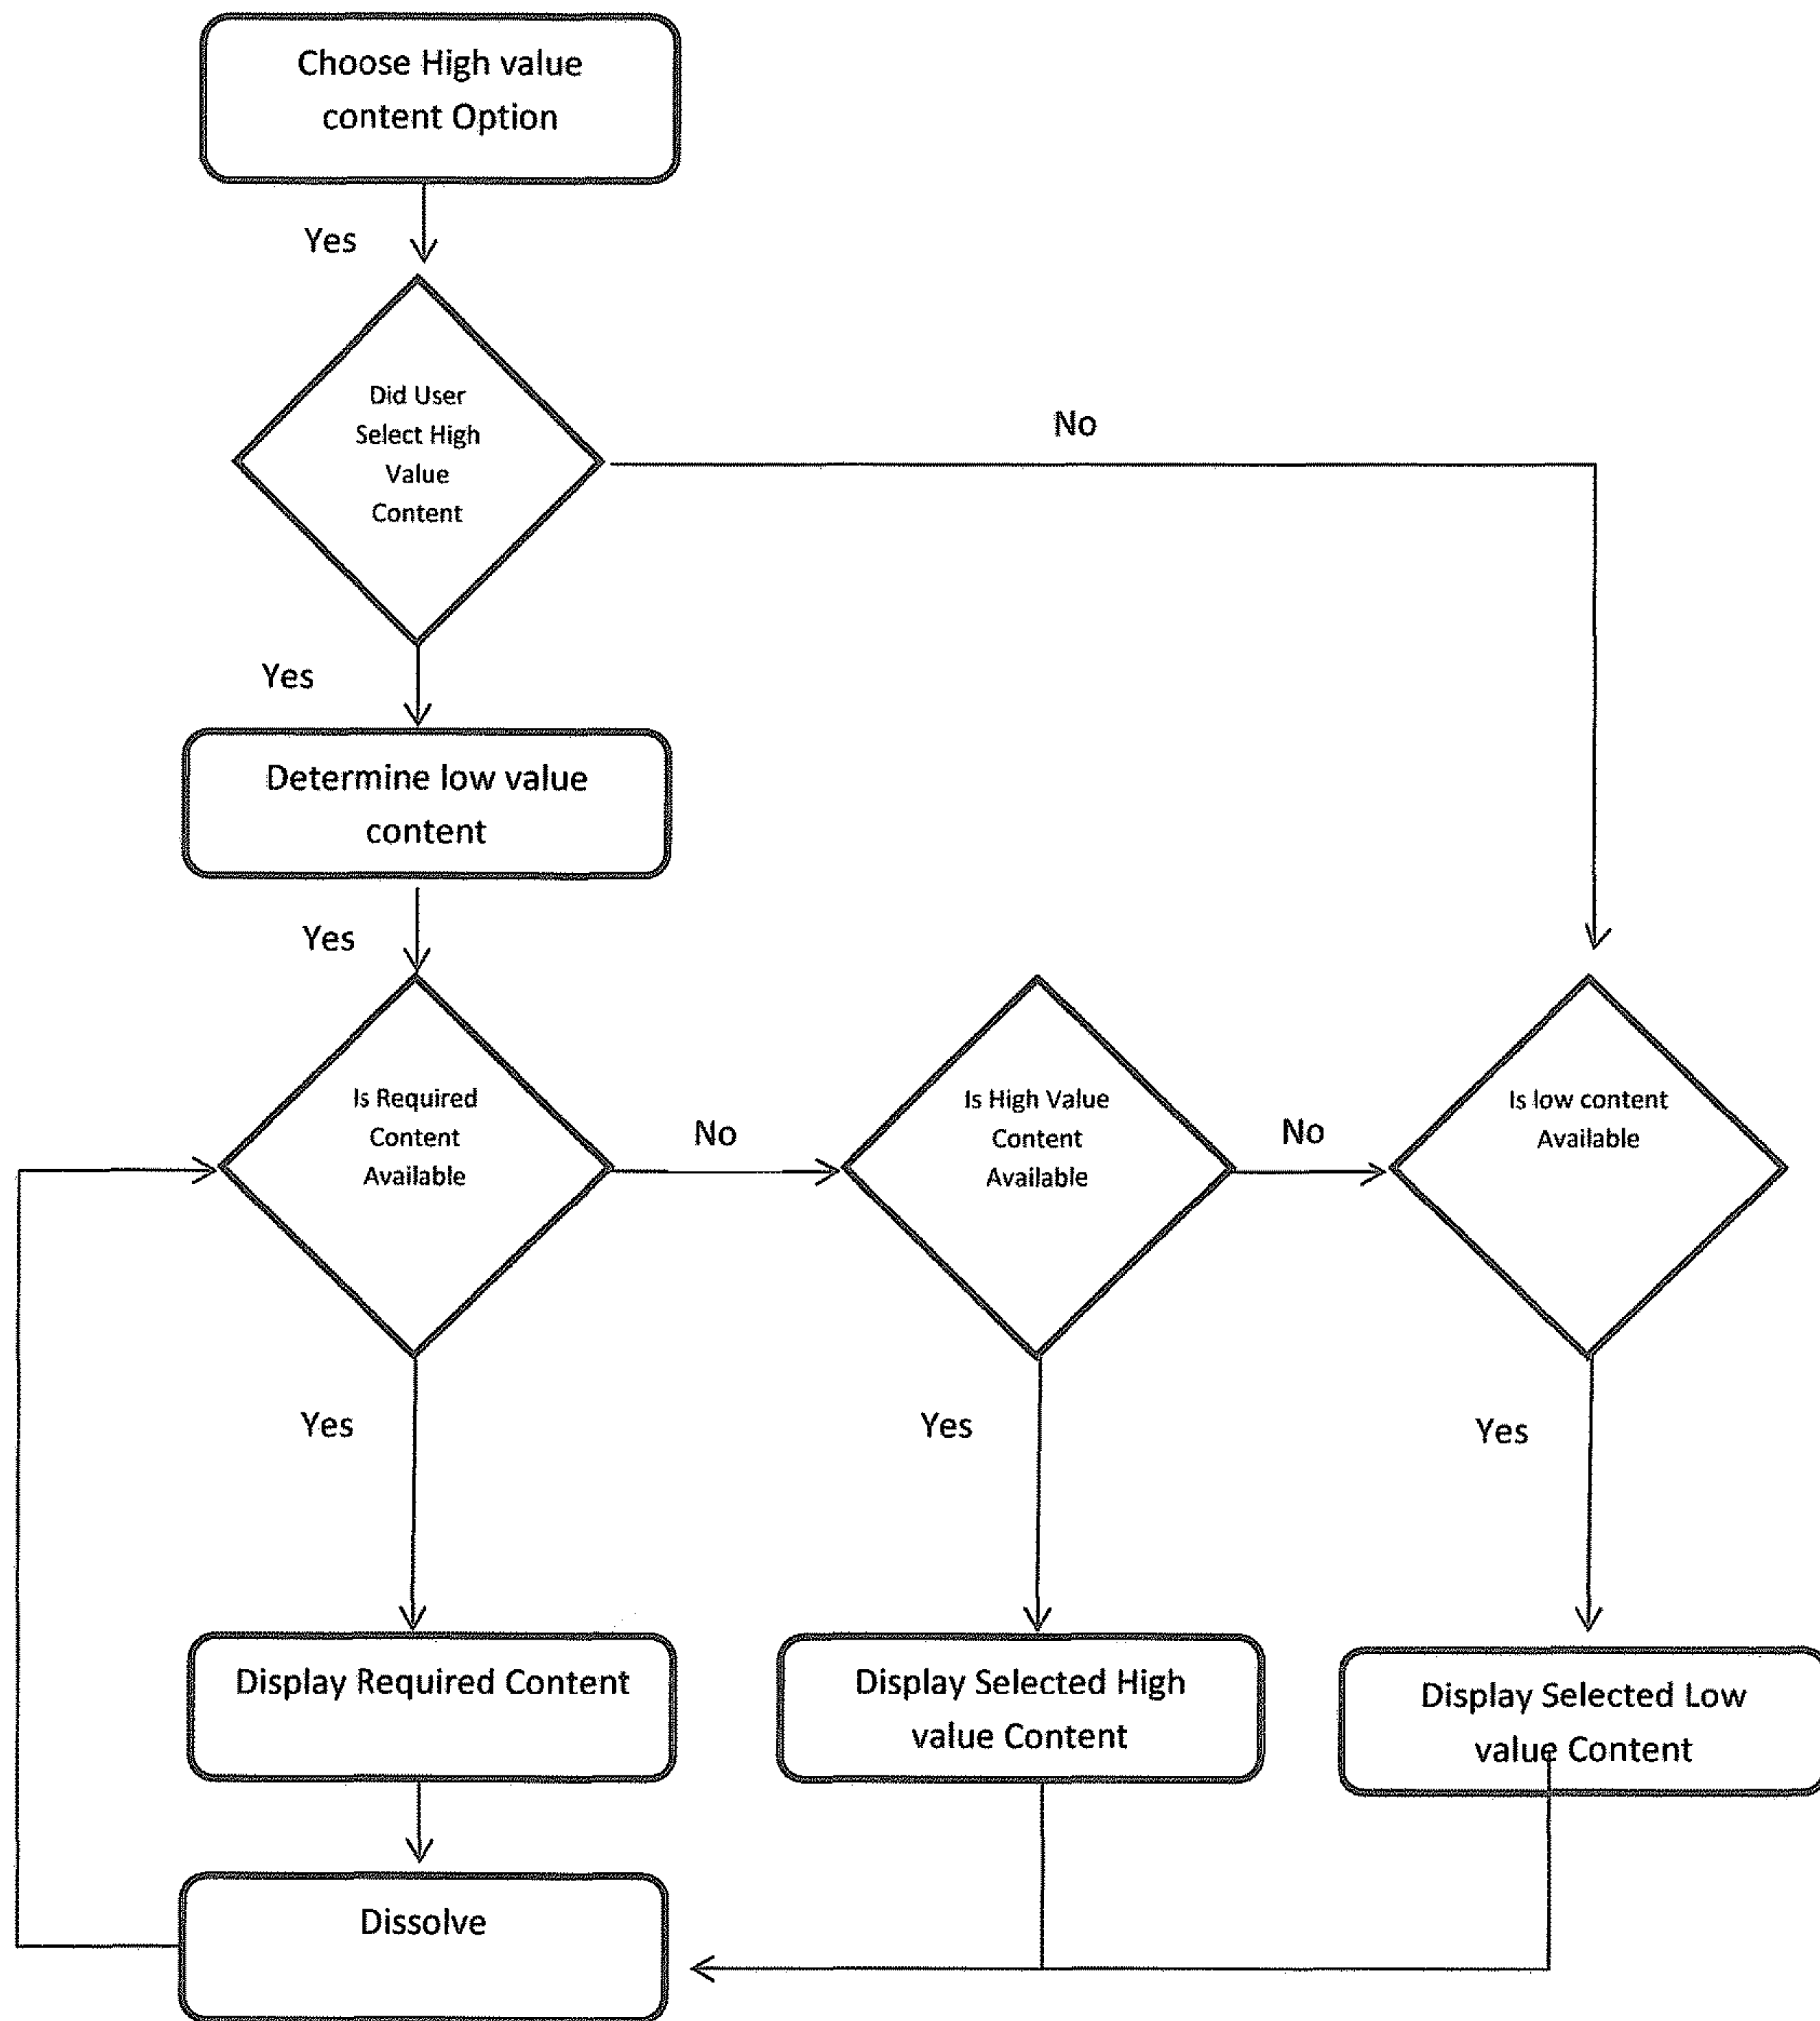 Choose High value
content Option
Yes
Did User
Select High
Value
Content
No
Yes
Determine low value
content
Yes
Is Required
Content
Available
No
Is High Value
Content
Available
No
Is low content
Available
Yes
Yes
Yes
Display Required Content
Display Selected High
value Content
Display Selected Low
value Content
Dissolve